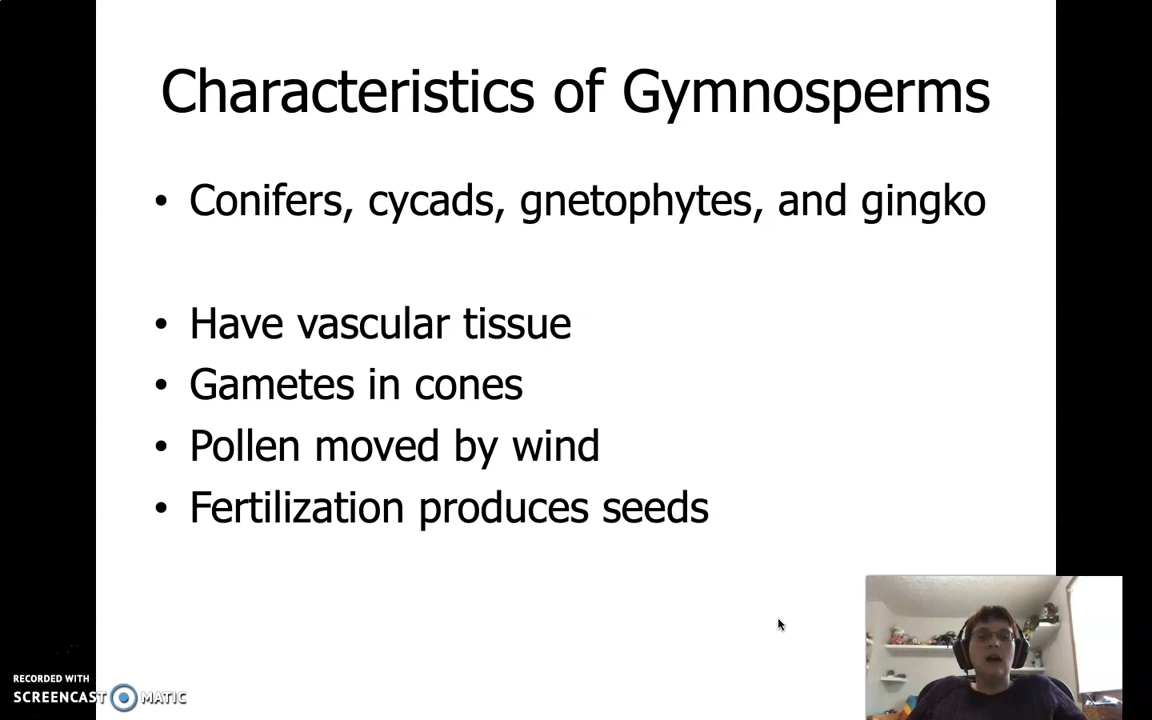 Characteristics of Gymnosperms
• Conifers, cycads, gnetophytes, and gingko
• Have vascular tissue
• Gametes in cones
• Pollen moved by wind
• Fertilization produces seeds
RECORDED WITH
SCREENCAST MATIC